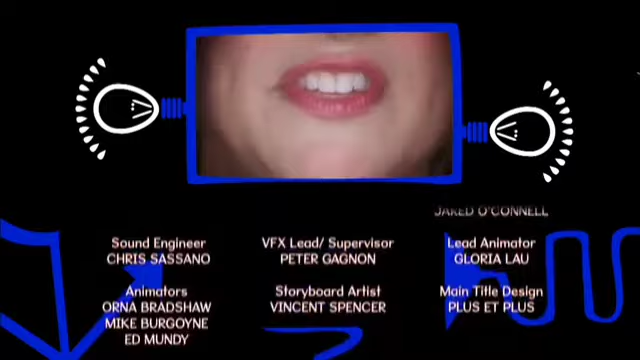 JARED O'CONNELL
Sound Engineer
CHRIS SASSANO
VFX Lead/ Supervisor
PETER GAGNON
Lead Animator
GLORIA LAU
Animators
ORNA BRADSHAW
MIKE BURGOYNE
ED MUNDY
Storyboard Artist
VINCENT SPENCER
Main Title Design
PLUS ET PLUS